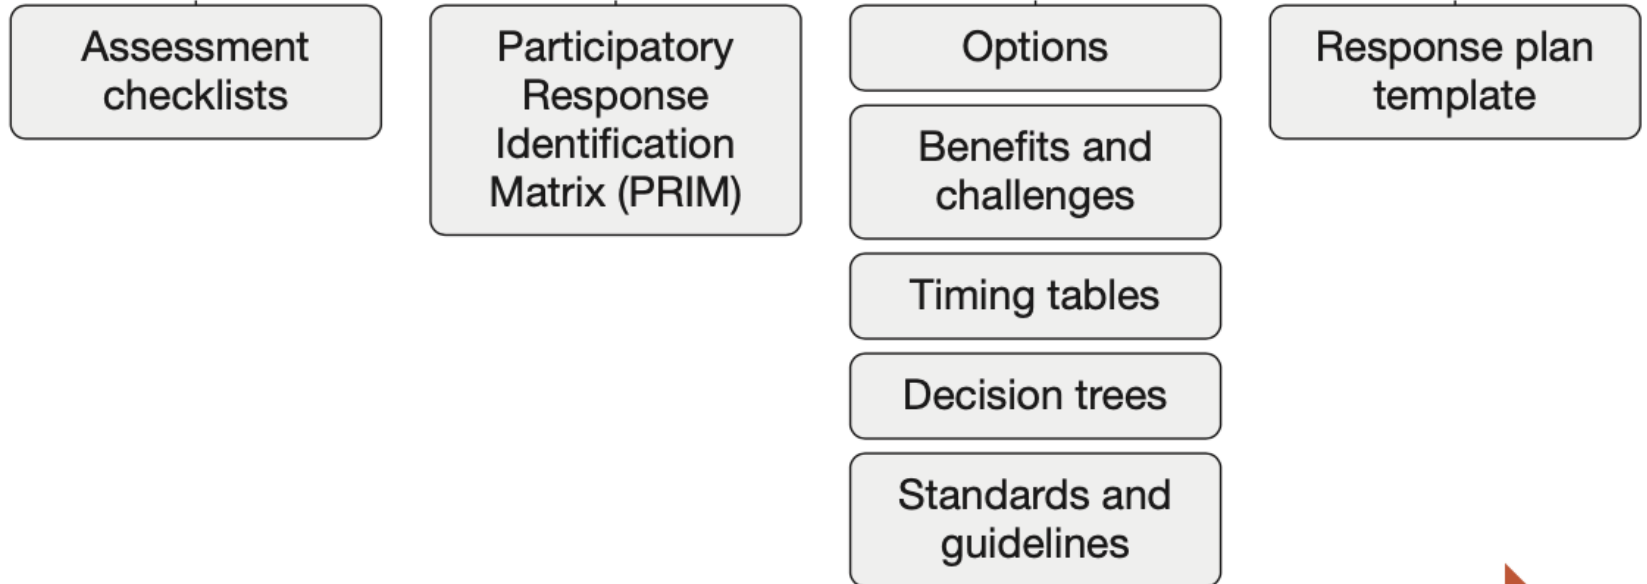 Assessment
checklists
Participatory
Response
Identification
Matrix (PRIM)
Options
Benefits and
challenges
Timing tables
Decision trees
Standards and
guidelines
Response plan
template